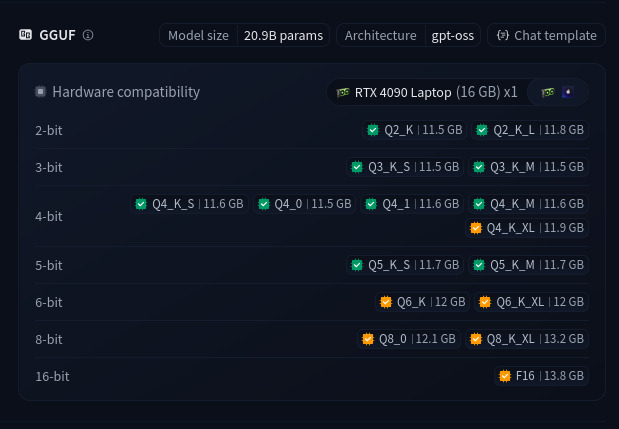 GGUF Model size 20.9B params Architecture gpt-oss Chat template
Hardware compatibility RTX 4090 Laptop (16 GB) x1
2-bit Q2_K | 11.5 GB Q2_K_L | 11.8 GB
3-bit Q3_K_S | 11.5 GB Q3_K_M | 11.5 GB
4-bit Q4_K_S | 11.6 GB Q4_0 | 11.5 GB Q4_1 | 11.6 GB Q4_K_M | 11.6 GB
Q4_K_XL | 11.9 GB
5-bit Q5_K_S | 11.7 GB Q5_K_M | 11.7 GB
6-bit Q6_K | 12 GB Q6_K_XL | 12 GB
8-bit Q8_0 | 12.1 GB Q8_K_XL | 13.2 GB
16-bit F16 | 13.8 GB